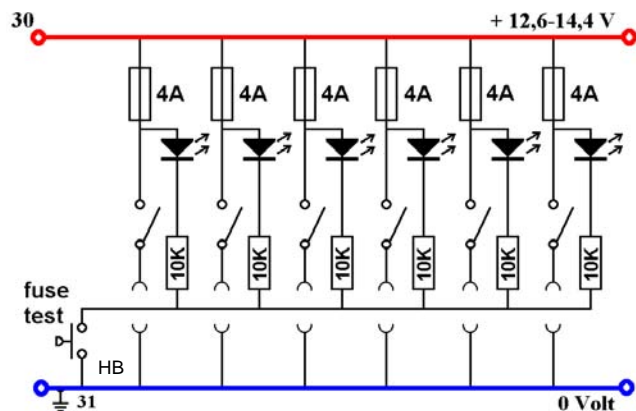 30 + 12,6-14,4 V
4A 4A 4A 4A 4A 4A
10K 10K 10K 10K 10K 10K
fuse
test
HB
31 0 Volt